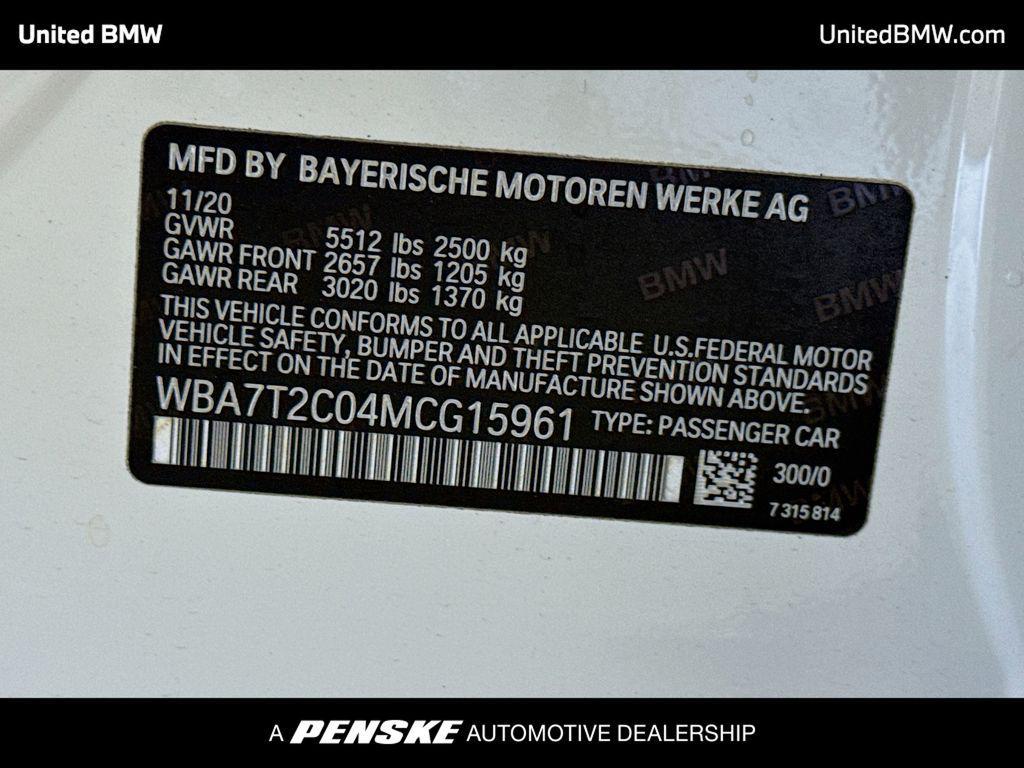 United BMW
UnitedBMW.com
MFD BY BAYERISCHE MOTOREN WERKE AG
11/20
GVWR 5512 lbs 2500 kg
GAWR FRONT 2657 lbs 1205 kg
GAWR REAR 3020 lbs 1370 kg
THIS VEHICLE CONFORMS TO ALL APPLICABLE U.S.FEDERAL MOTOR
VEHICLE SAFETY, BUMPER AND THEFT PREVENTION STANDARDS
IN EFFECT ON THE DATE OF MANUFACTURE SHOWN ABOVE.
WBA7T2C04MCG15961 TYPE: PASSENGER CAR
300/0
7 315 814
A PENSKE AUTOMOTIVE DEALERSHIP